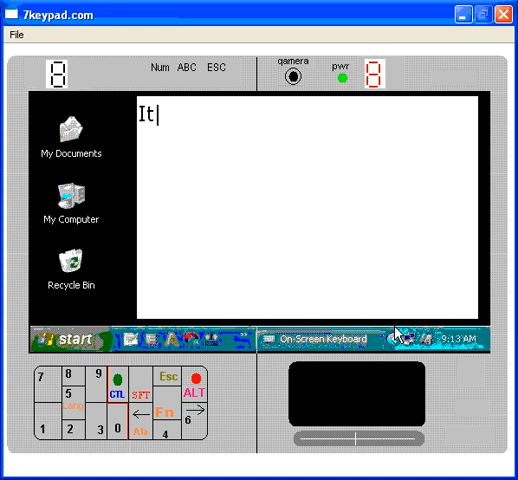 7keypad.com
File
Num ABC ESC
qamera
pwr
8
8
It
My Documents
My Computer
Recycle Bin
start
On-Screen Keyboard
9:13 AM
7 8 9 Esc
5 CTL SFT ALT
Lang
Fn
1 2 3 0 Alt 4 6